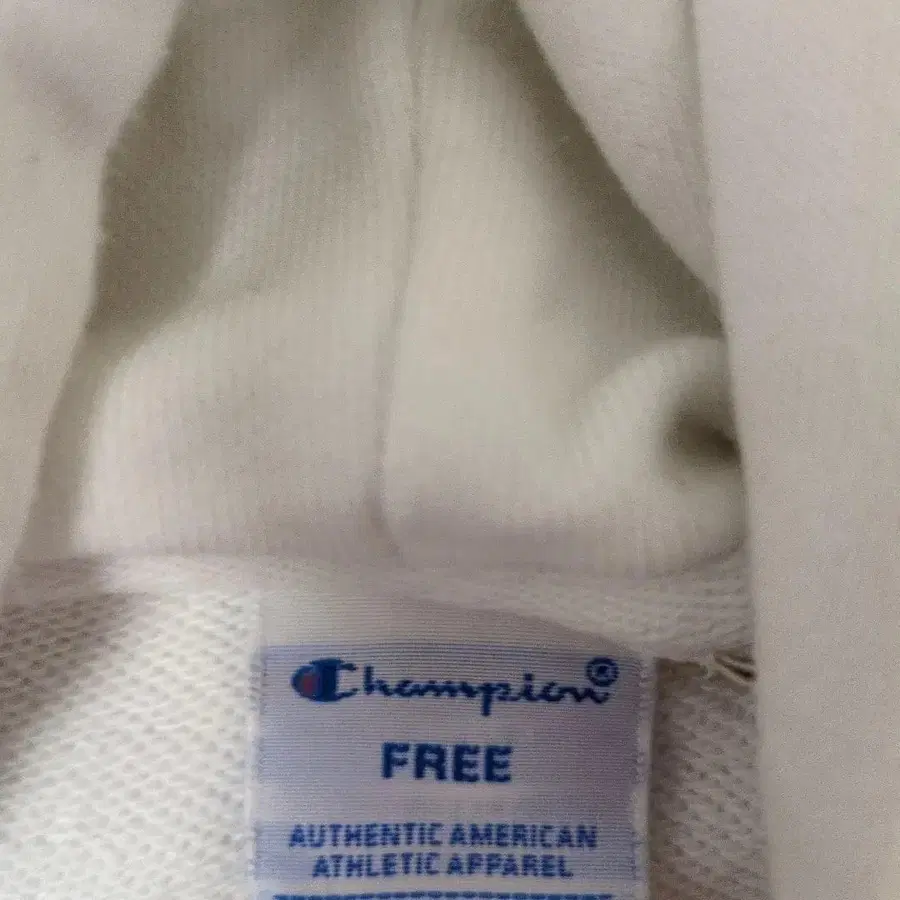 Champion®
FREE
AUTHENTIC AMERICAN
ATHLETIC APPAREL